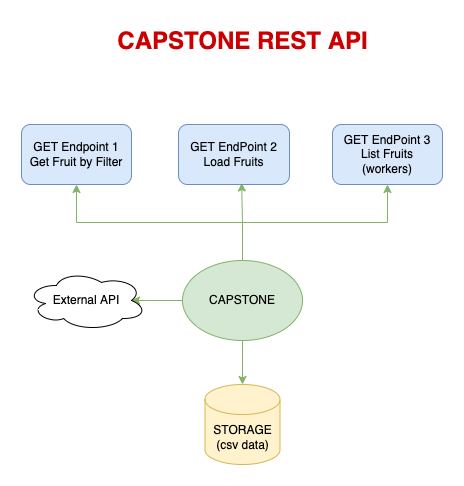 CAPSTONE REST API
GET Endpoint 1
Get Fruit by Filter
GET EndPoint 2
Load Fruits
GET EndPoint 3
List Fruits
(workers)
External API
CAPSTONE
STORAGE
(csv data)